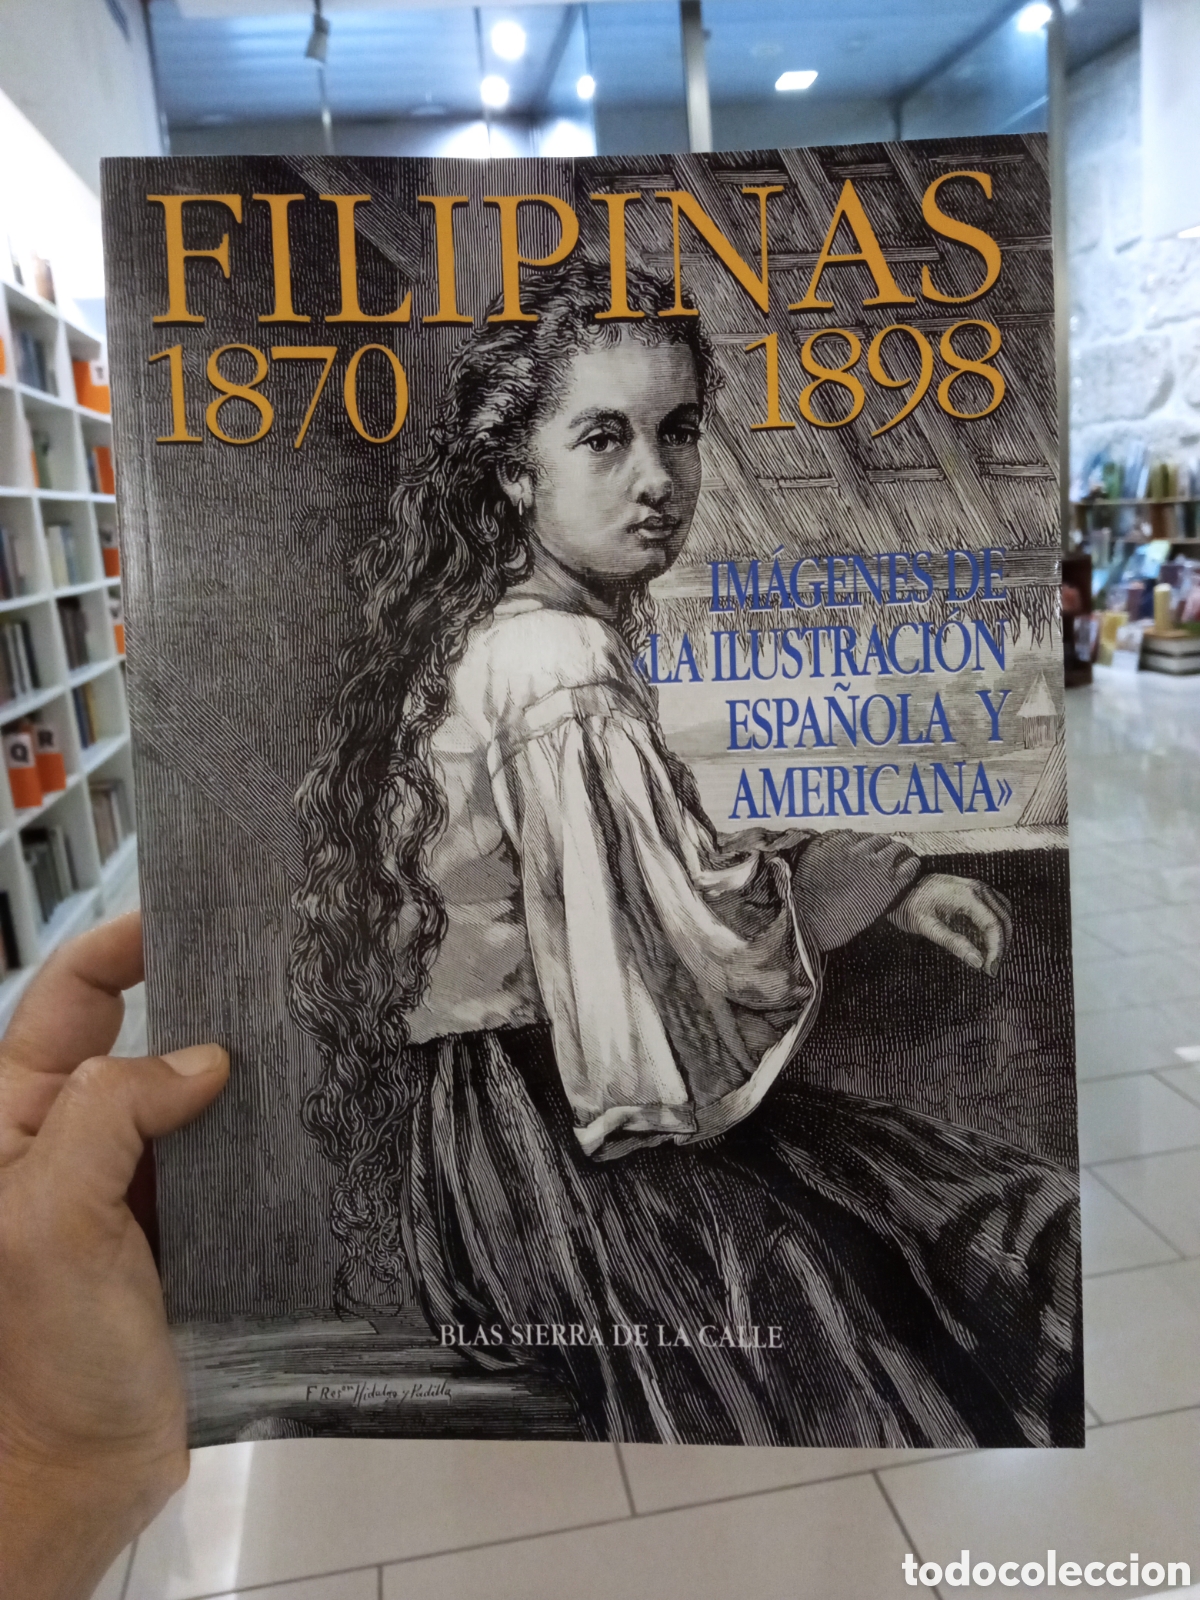 FILIPINAS
1870 1898
IMÁGENES DE
«LA ILUSTRACIÓN
ESPAÑOLA Y
AMERICANA»
BLAS SIERRA DE LA CALLE
F. Resⁿ Hidalgo y Padilla
Q R
todocoleccion